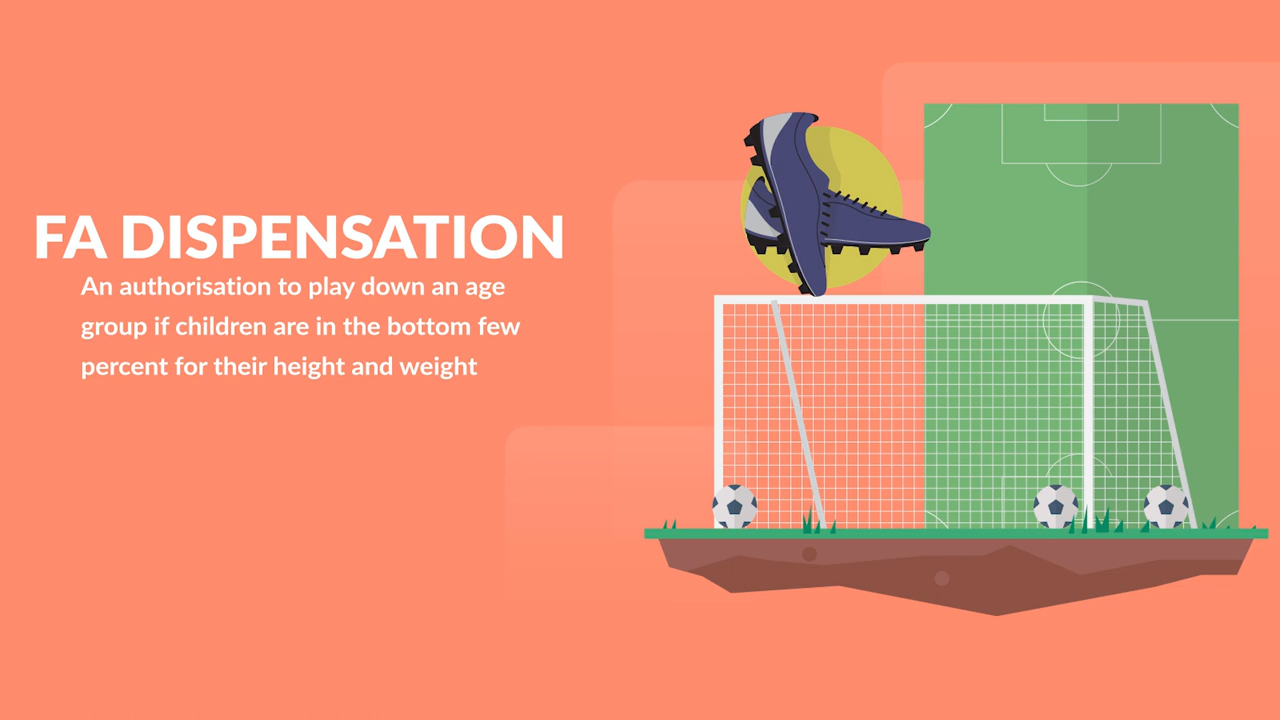 FA DISPENSATION
An authorisation to play down an age
group if children are in the bottom few
percent for their height and weight